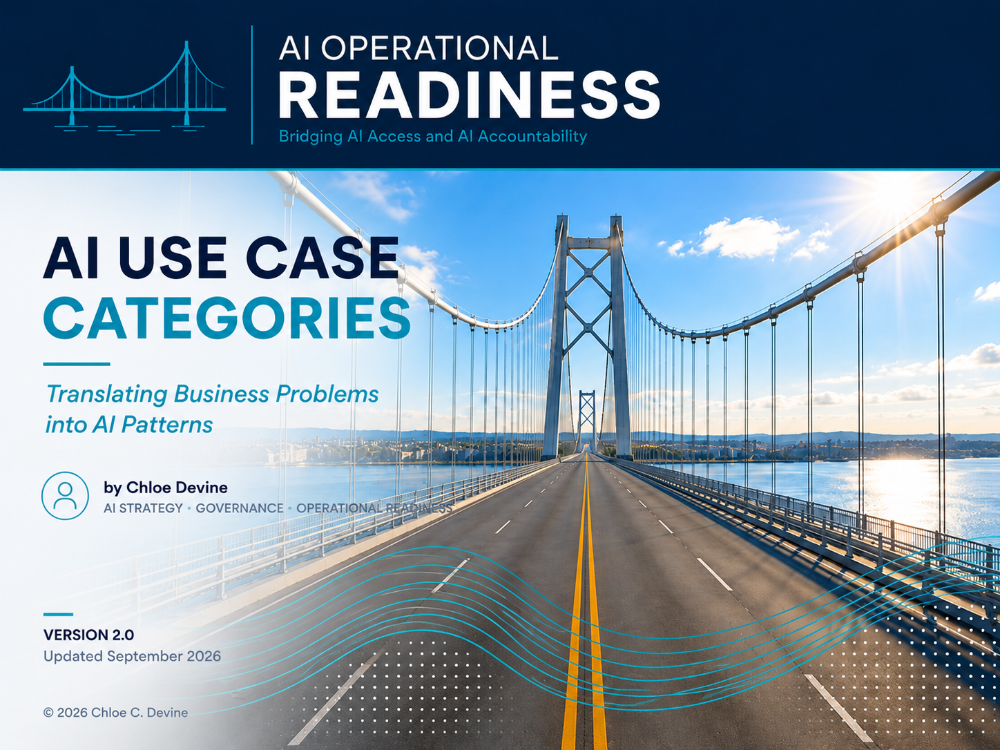 AI OPERATIONAL
READINESS
Bridging AI Access and AI Accountability
AI USE CASE
CATEGORIES
Translating Business Problems
into AI Patterns
by Chloe Devine
AI STRATEGY • GOVERNANCE • OPERATIONAL READINESS
VERSION 2.0
Updated September 2026
© 2026 Chloe C. Devine